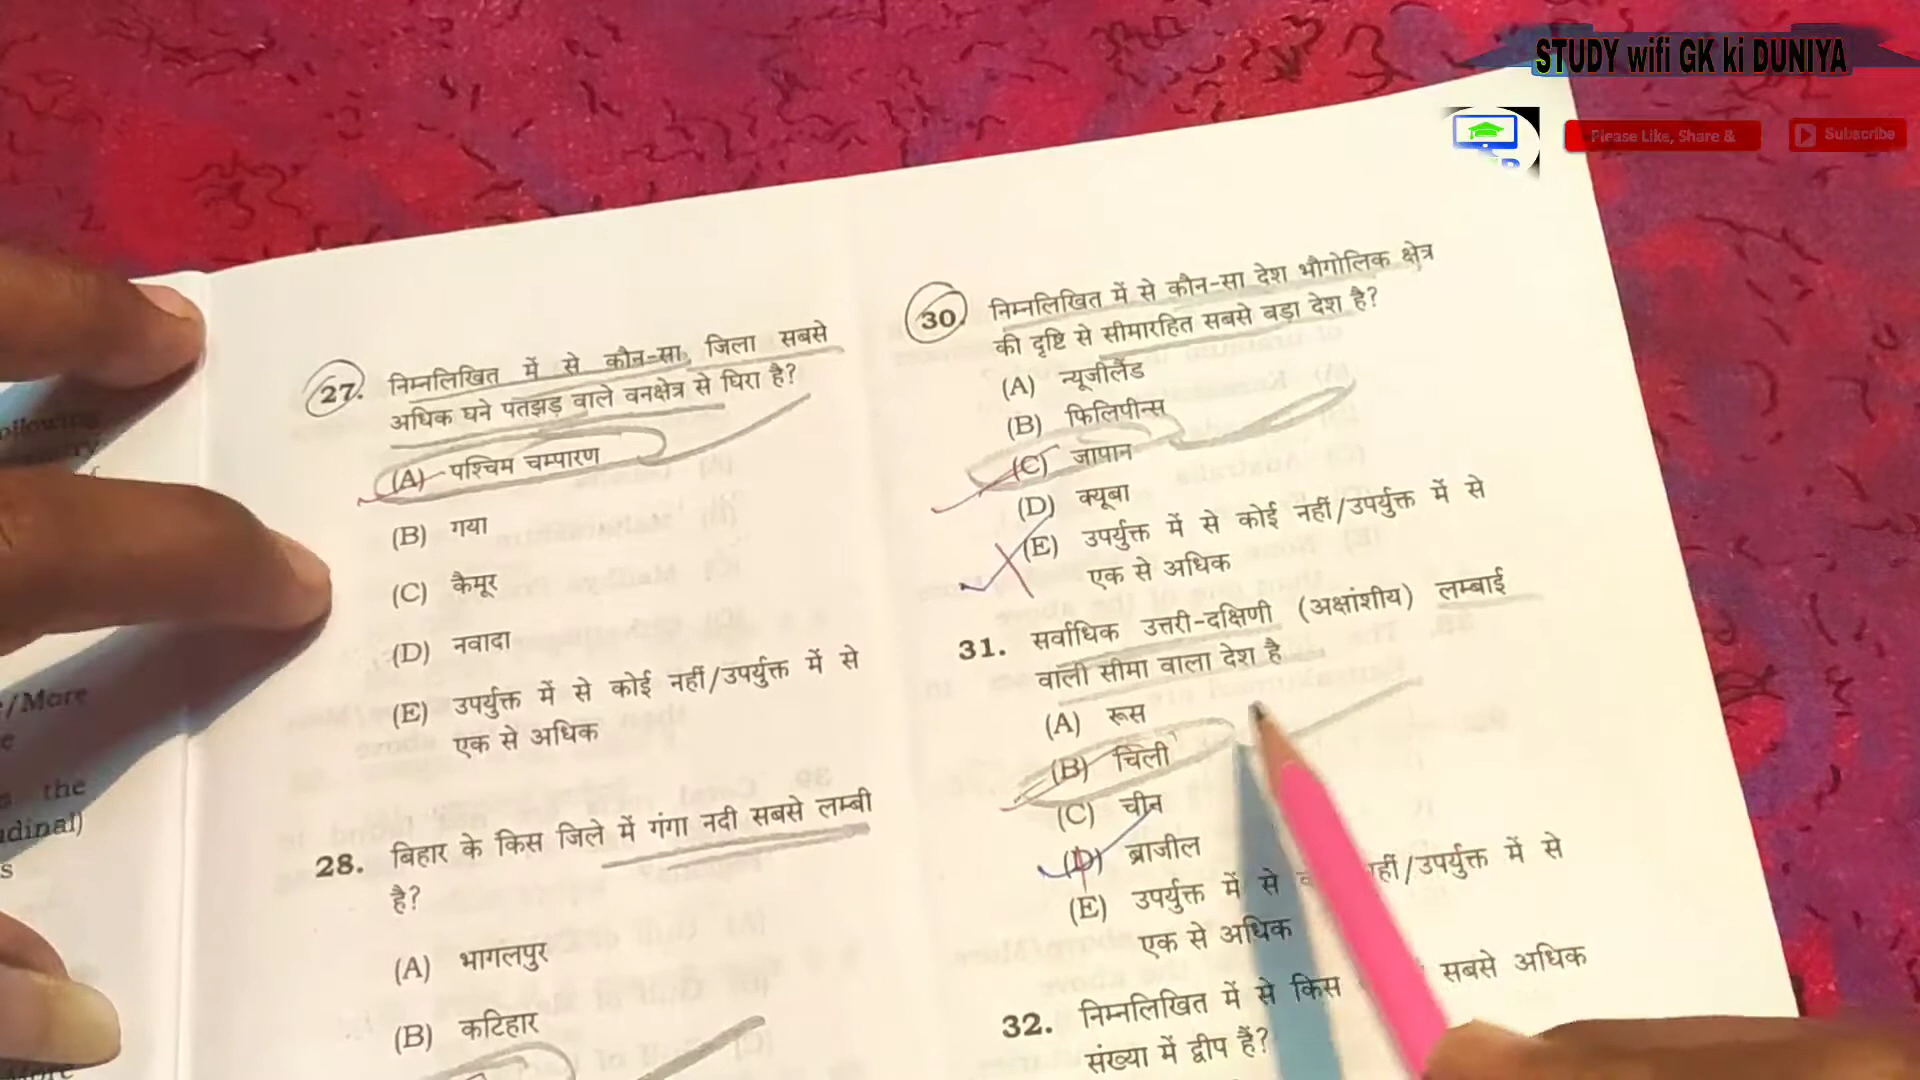 STUDY wifi GK ki DUNIYA
Please Like, Share &
Subscribe
27. निम्नलिखित में से कौन-सा जिला सबसे
अधिक घने पतझड़ वाले वनक्षेत्र से घिरा है?
(A) पश्चिम चम्पारण
(B) गया
(C) कैमूर
(D) नवादा
(E) उपर्युक्त में से कोई नहीं/उपर्युक्त में से
एक से अधिक
28. बिहार के किस जिले में गंगा नदी सबसे लम्बी
है?
(A) भागलपुर
(B) कटिहार
30. निम्नलिखित में से कौन-सा देश भौगोलिक क्षेत्र
की दृष्टि से सीमारहित सबसे बड़ा देश है?
(A) न्यूजीलैंड
(B) फिलिपीन्स
(C) जापान
(D) क्यूबा
(E) उपर्युक्त में से कोई नहीं/उपर्युक्त में से
एक से अधिक
31. सर्वाधिक उत्तरी-दक्षिणी (अक्षांशीय) लम्बाई
वाली सीमा वाला देश है
(A) रूस
(B) चिली
(C) चीन
(D) ब्राजील
(E) उपर्युक्त में से /उपर्युक्त में से
एक से अधिक
32. निम्नलिखित में से किस सबसे अधिक
संख्या में द्वीप हैं?
/More
the
dinal)
s